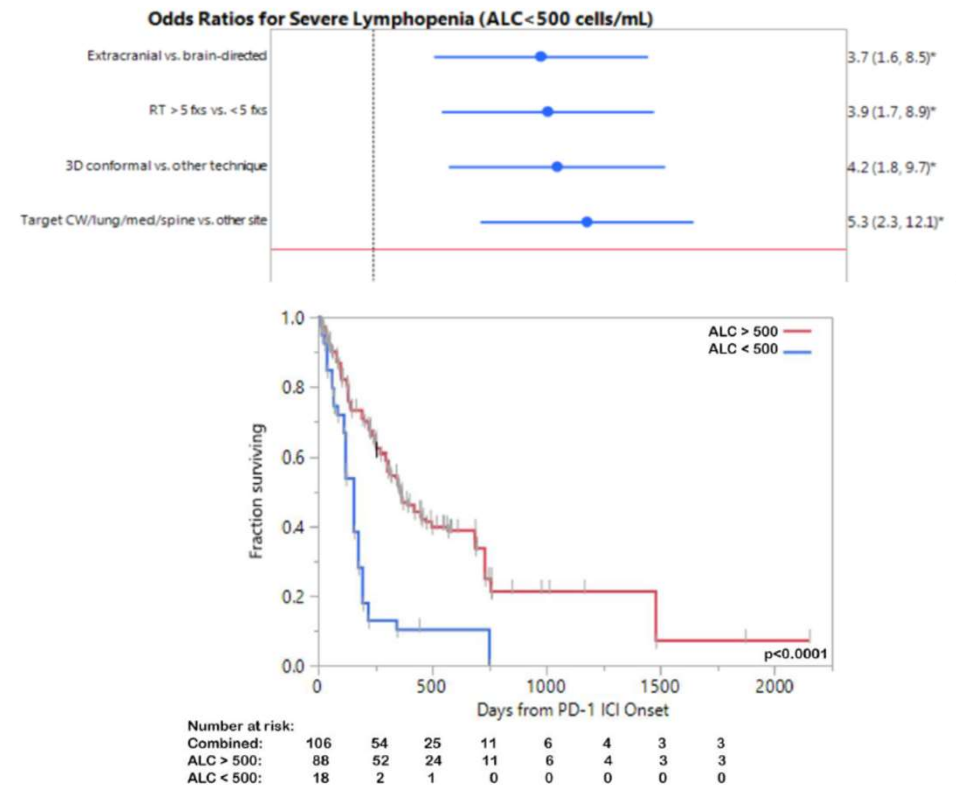 Odds Ratios for Severe Lymphopenia (ALC<500 cells/mL)
Extracranial vs. brain-directed 3.7 (1.6, 8.5)*
RT >5 fxs vs. <5 fxs 3.9 (1.7, 8.9)*
3D conformal vs. other technique 4.2 (1.8, 9.7)*
Target CW/lung/med/spine vs. other site 5.3 (2.3, 12.1)*
ALC > 500
ALC < 500
Fraction surviving
1.0
0.8
0.6
0.4
0.2
0.0
p<0.0001
0 500 1000 1500 2000
Days from PD-1 ICI Onset
Number at risk:
Combined: 106 54 25 11 6 4 3 3
ALC > 500: 88 52 24 11 6 4 3 3
ALC < 500: 18 2 1 0 0 0 0 0